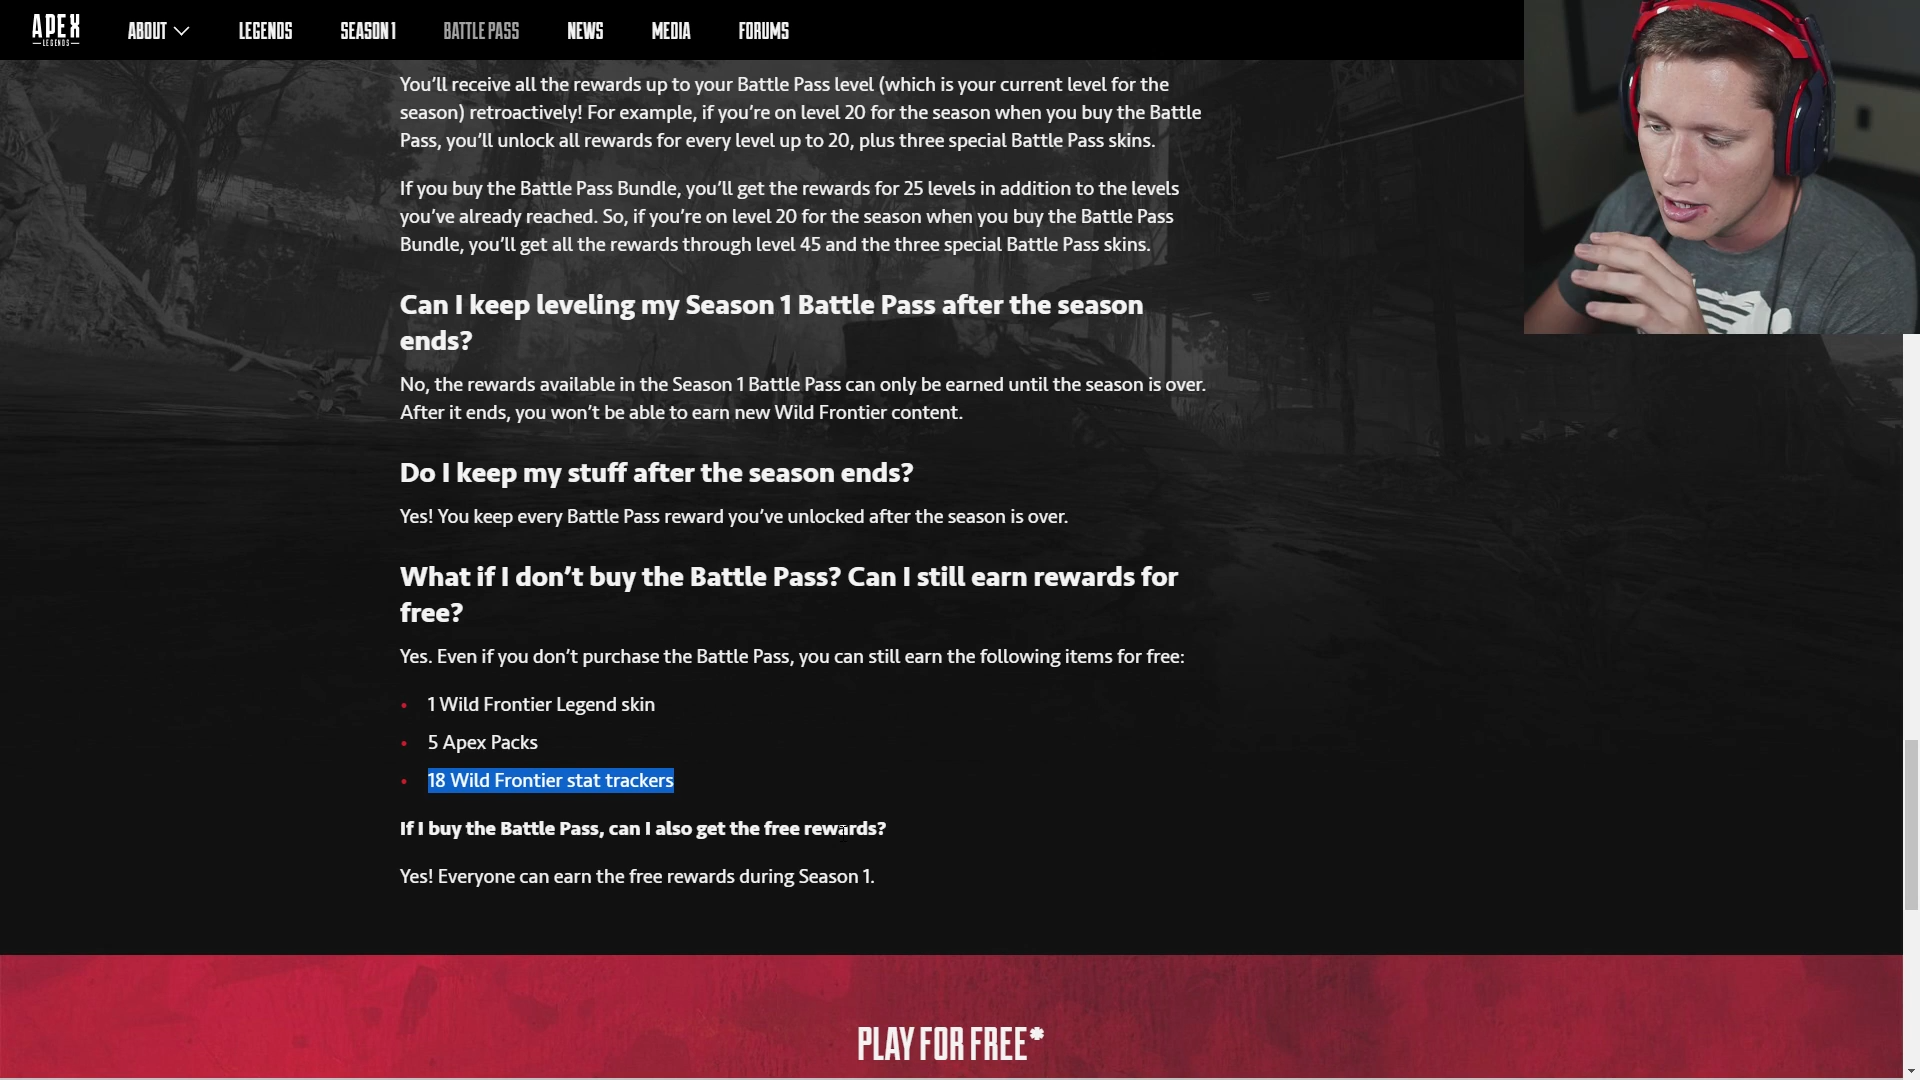 APEX
LEGENDS
ABOUT
LEGENDS
SEASON 1
BATTLE PASS
NEWS
MEDIA
FORUMS
You’ll receive all the rewards up to your Battle Pass level (which is your current level for the
season) retroactively! For example, if you’re on level 20 for the season when you buy the Battle
Pass, you’ll unlock all rewards for every level up to 20, plus three special Battle Pass skins.
If you buy the Battle Pass Bundle, you’ll get the rewards for 25 levels in addition to the levels
you’ve already reached. So, if you’re on level 20 for the season when you buy the Battle Pass
Bundle, you’ll get all the rewards through level 45 and the three special Battle Pass skins.
Can I keep leveling my Season 1 Battle Pass after the season
ends?
No, the rewards available in the Season 1 Battle Pass can only be earned until the season is over.
After it ends, you won’t be able to earn new Wild Frontier content.
Do I keep my stuff after the season ends?
Yes! You keep every Battle Pass reward you’ve unlocked after the season is over.
What if I don’t buy the Battle Pass? Can I still earn rewards for
free?
Yes. Even if you don’t purchase the Battle Pass, you can still earn the following items for free:
• 1 Wild Frontier Legend skin
• 5 Apex Packs
• 18 Wild Frontier stat trackers
If I buy the Battle Pass, can I also get the free rewards?
Yes! Everyone can earn the free rewards during Season 1.
PLAY FOR FREE*